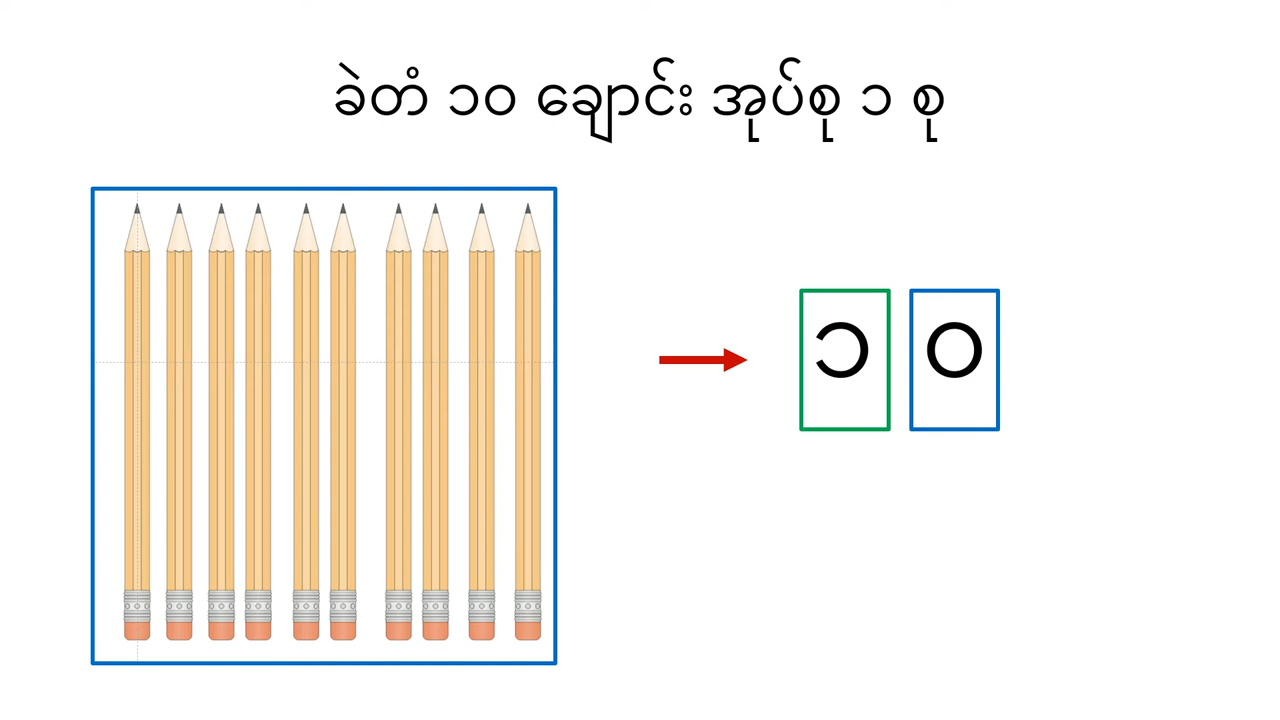 ခဲတံ ၁၀ ချောင်း အုပ်စု ၁ စု
၁ ၀